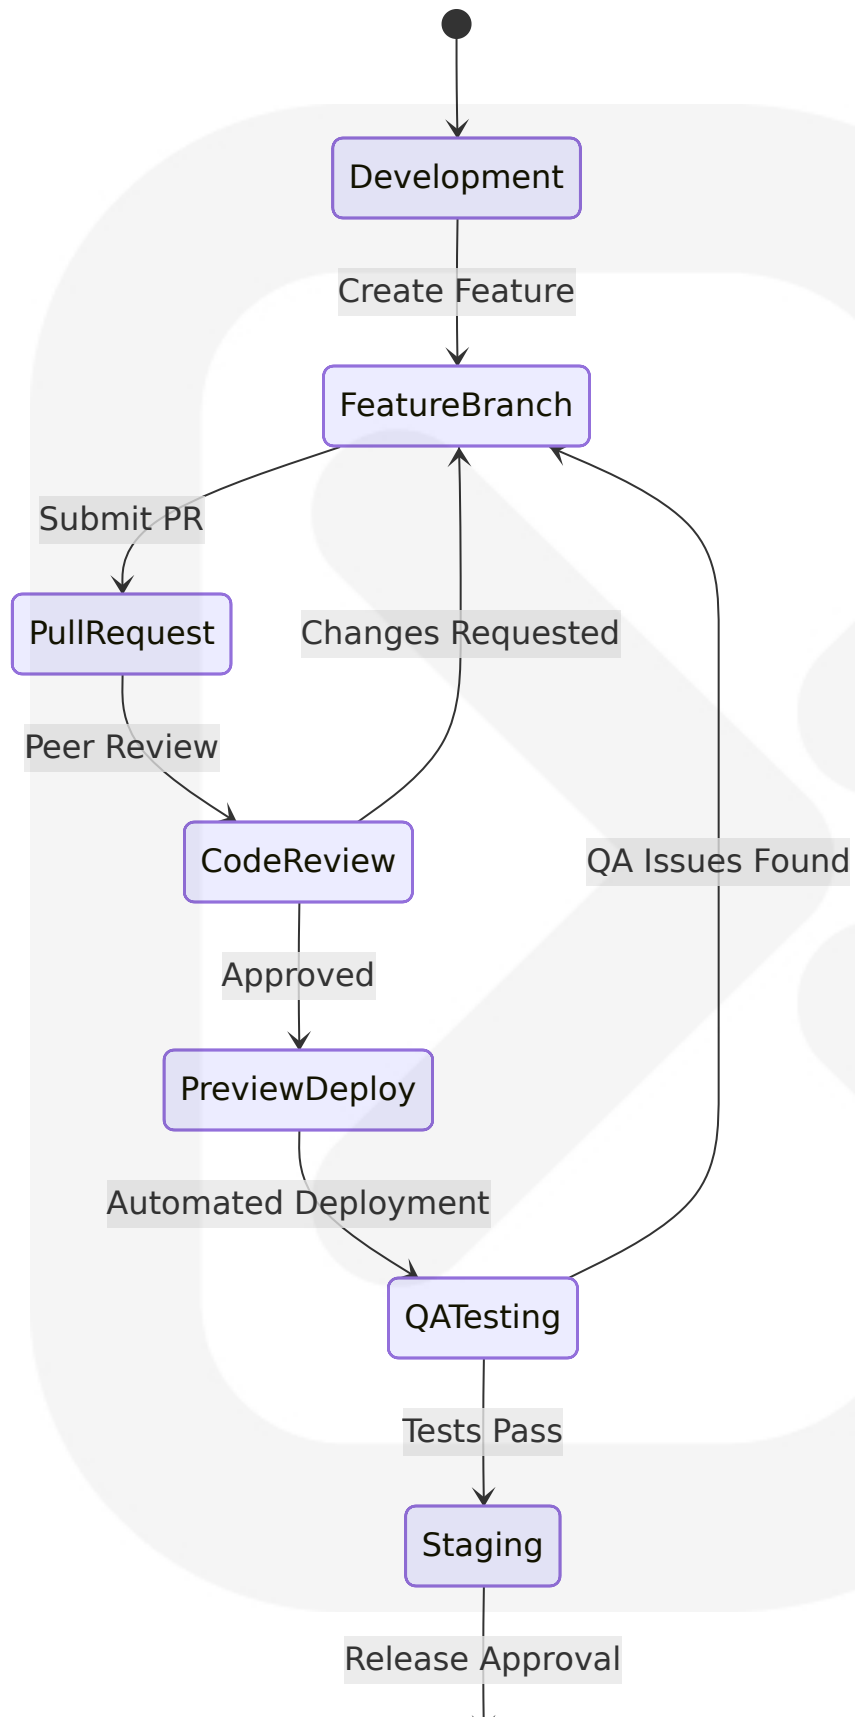 Development
Create Feature
FeatureBranch
Submit PR
PullRequest
Changes Requested
Peer Review
CodeReview
QA Issues Found
Approved
PreviewDeploy
Automated Deployment
QATesting
Tests Pass
Staging
Release Approval